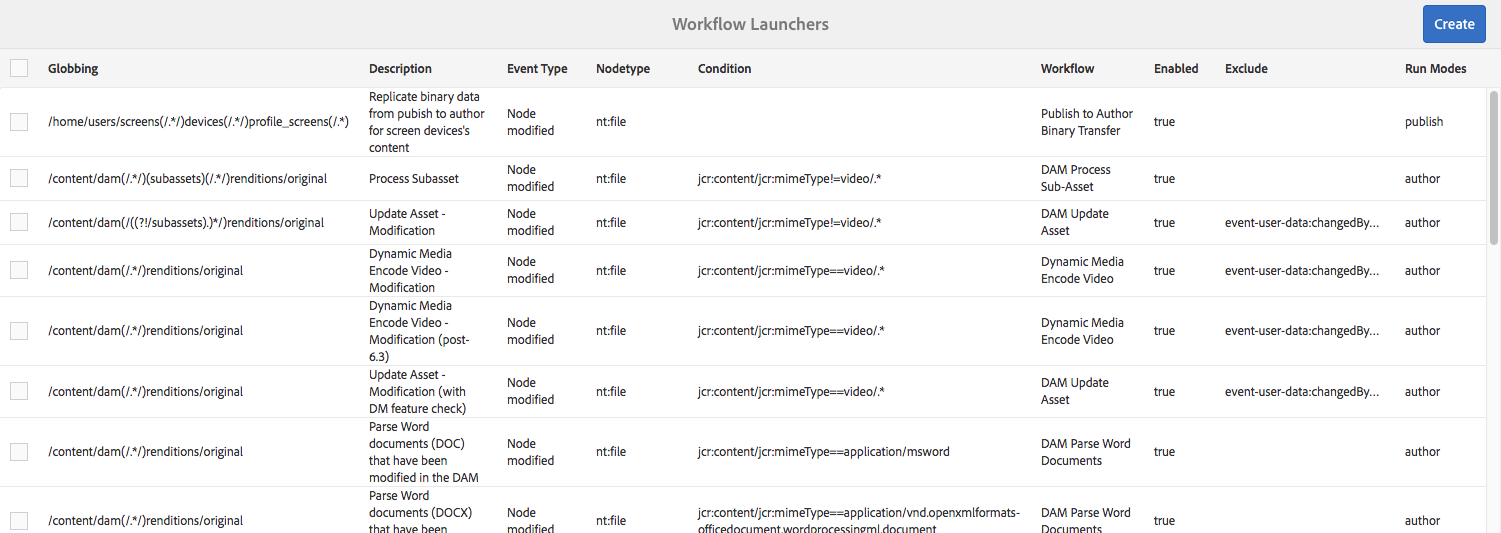 Workflow Launchers
Create
Globbing Description Event Type Nodetype Condition Workflow Enabled Exclude Run Modes
/home/users/screens(/.*/)devices(/.*/)profile_screens(/.*)
Replicate binary data
from pubish to author
for screen devices's
content
Node
modified
nt:file
Publish to Author
Binary Transfer
true
publish
/content/dam(/.*/)(subassets)(/.*/)renditions/original
Process Subasset
Node
modified
nt:file
jcr:content/jcr:mimeType!=video/.*
DAM Process
Sub-Asset
true
author
/content/dam(/((?!/subassets).)*/)renditions/original
Update Asset -
Modification
Node
modified
nt:file
jcr:content/jcr:mimeType!=video/.*
DAM Update
Asset
true
event-user-data:changedBy...
author
/content/dam(/.*/)renditions/original
Dynamic Media
Encode Video -
Modification
Node
modified
nt:file
jcr:content/jcr:mimeType==video/.*
Dynamic Media
Encode Video
true
event-user-data:changedBy...
author
/content/dam(/.*/)renditions/original
Dynamic Media
Encode Video -
Modification (post-
6.3)
Node
modified
nt:file
jcr:content/jcr:mimeType==video/.*
Dynamic Media
Encode Video
true
event-user-data:changedBy...
author
/content/dam(/.*/)renditions/original
Update Asset -
Modification (with
DM feature check)
Node
modified
nt:file
jcr:content/jcr:mimeType==video/.*
DAM Update
Asset
true
event-user-data:changedBy...
author
/content/dam(/.*/)renditions/original
Parse Word
documents (DOC)
that have been
modified in the DAM
Node
modified
nt:file
jcr:content/jcr:mimeType==application/msword
DAM Parse Word
Documents
true
author
/content/dam(/.*/)renditions/original
Parse Word
documents (DOCX)
that have been
Node
modified
nt:file
jcr:content/jcr:mimeType==application/vnd.openxmlformats-
officedocument.wordprocessingml.document
DAM Parse Word
Documents
true
author